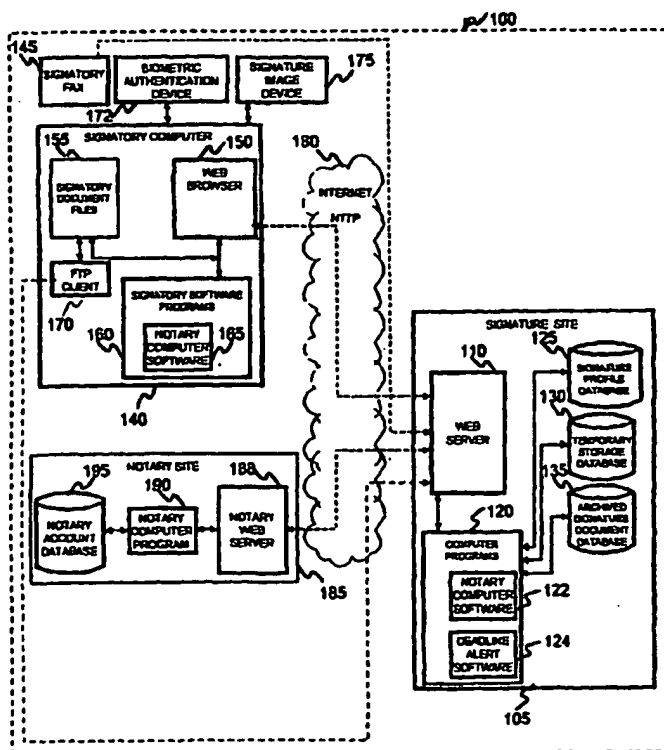 100
145
SIGNATORY
FAX
BIOMETRIC
AUTHENTICATION
DEVICE
172
SIGNATURE
IMAGE
DEVICE
175
SIGNATORY COMPUTER
155
SIGNATORY
DOCUMENT
FILES
150
WEB
BROWSER
180
INTERNET
HTTP
FTP
CLIENT
170
SIGNATORY SOFTWARE
PROGRAMS
160
NOTARY
COMPUTER
SOFTWARE
165
140
SIGNATURE SITE
110
WEB
SERVER
125
SIGNATURE
PROFILE
DATABASE
130
TEMPORARY
STORAGE
DATABASE
135
ARCHIVED
SIGNATURE
DOCUMENT
DATABASE
120
COMPUTER
PROGRAMS
NOTARY
COMPUTER
SOFTWARE
122
DEADLINE
ALERT
SOFTWARE
124
105
NOTARY SITE
195
NOTARY
ACCOUNT
DATABASE
190
NOTARY
COMPUTER
PROGRAM
188
NOTARY
WEB
SERVER
185